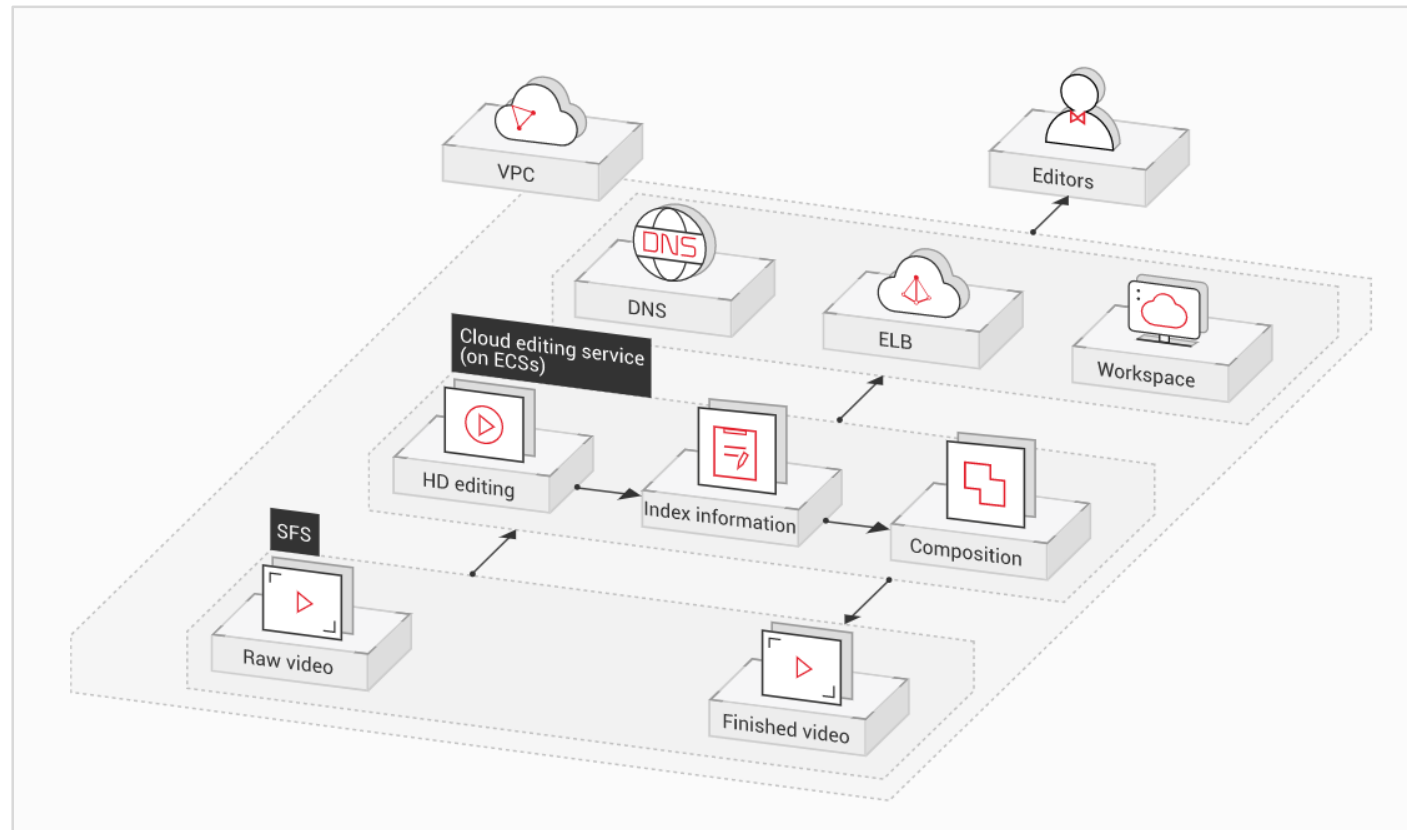 VPC
Editors
DNS
DNS
ELB
Workspace
Cloud editing service
(on ECSs)
HD editing
Index information
Composition
SFS
Raw video
Finished video